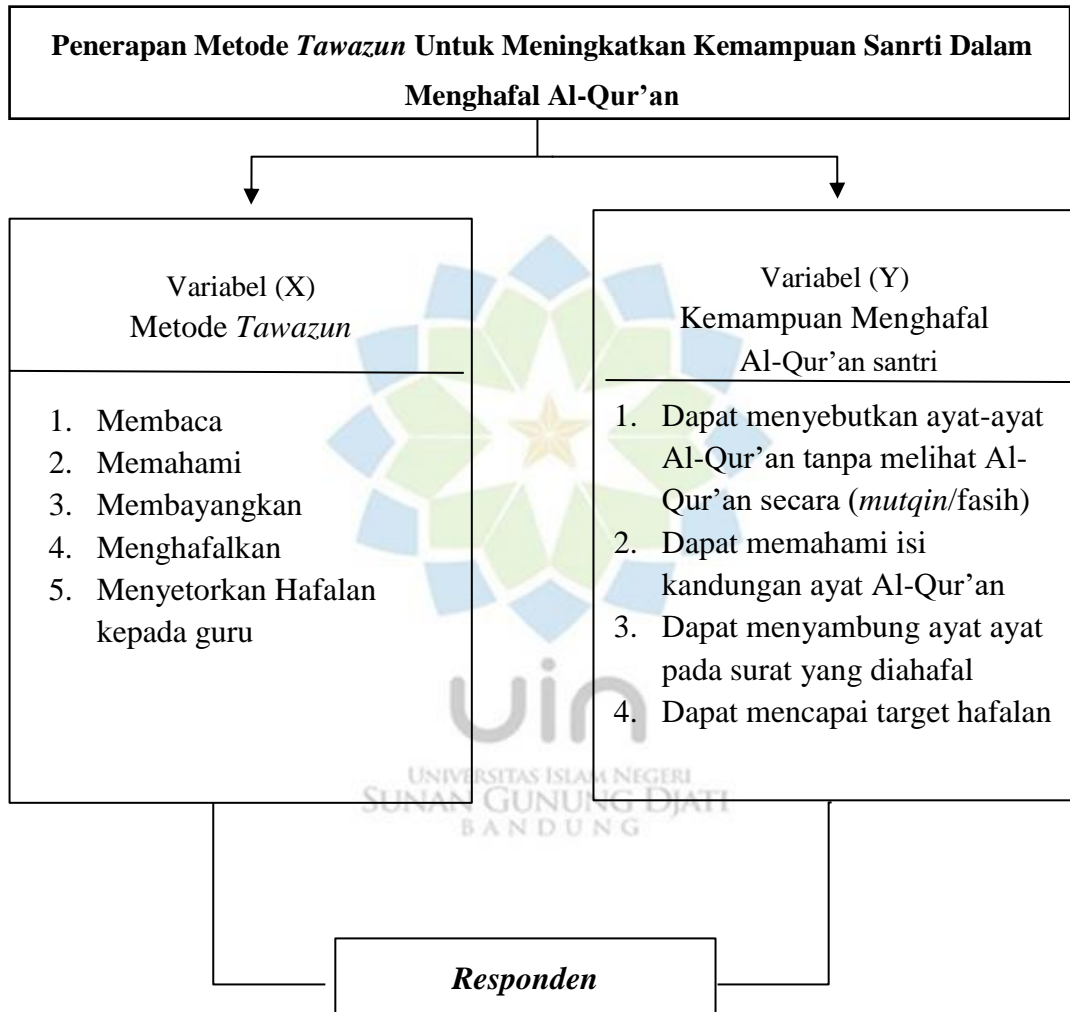 Penerapan Metode Tawazun Untuk Meningkatkan Kemampuan Sanrti Dalam
Menghafal Al-Qur’an
Variabel (X)
Metode Tawazun
1. Membaca
2. Memahami
3. Membayangkan
4. Menghafalkan
5. Menyetorkan Hafalan
kepada guru
Variabel (Y)
Kemampuan Menghafal
Al-Qur’an santri
1. Dapat menyebutkan ayat-ayat
Al-Qur’an tanpa melihat Al-
Qur’an secara (mutqin/fasih)
2. Dapat memahami isi
kandungan ayat Al-Qur’an
3. Dapat menyambung ayat ayat
pada surat yang diahafal
4. Dapat mencapai target hafalan
uin
UNIVERSITAS ISLAM NEGERI
SUNAN GUNUNG DJATI
BANDUNG
Responden